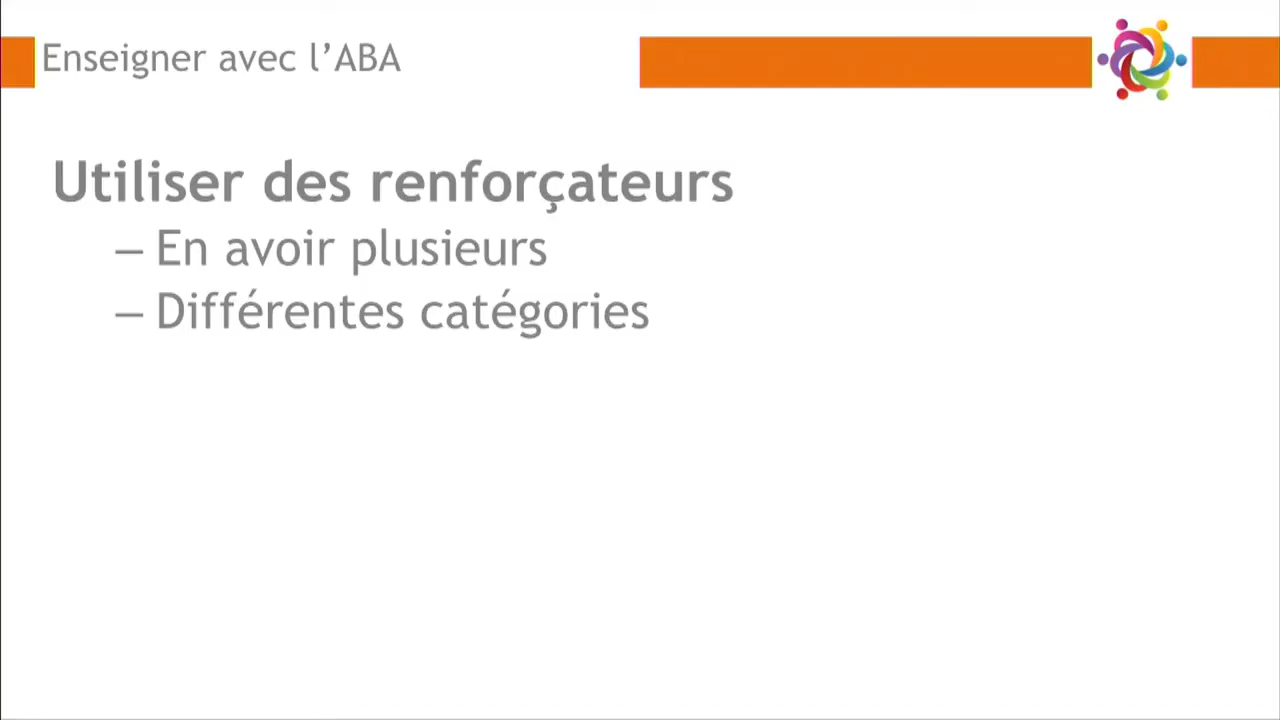 Enseigner avec l’ABA
Utiliser des renforçateurs
– En avoir plusieurs
– Différentes catégories